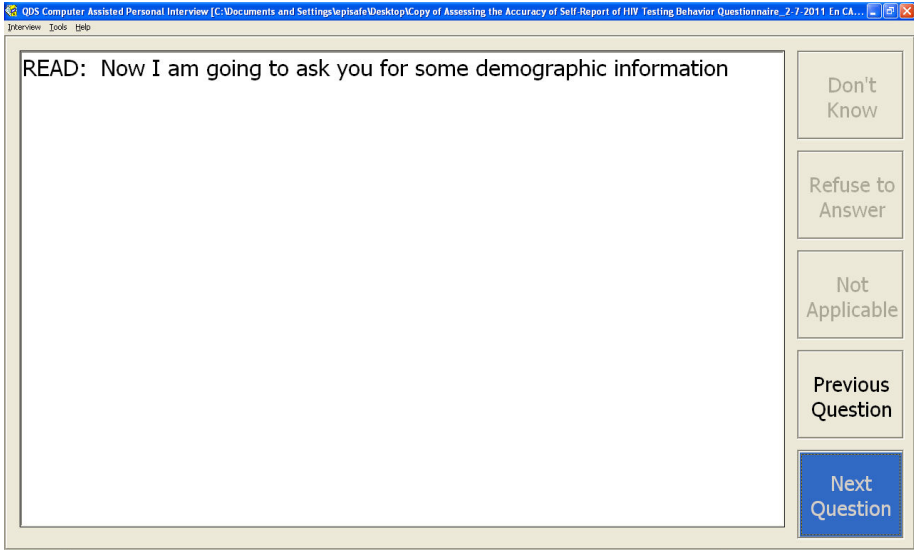 QDS Computer Assisted Personal Interview [C:\Documents and Settings\episafe\Desktop\Copy of Assessing the Accuracy of Self-Report of HIV Testing Behavior Questionnaire_2-7-2011 En CA...
Interview Tools Help
READ: Now I am going to ask you for some demographic information
Don't
Know
Refuse to
Answer
Not
Applicable
Previous
Question
Next
Question